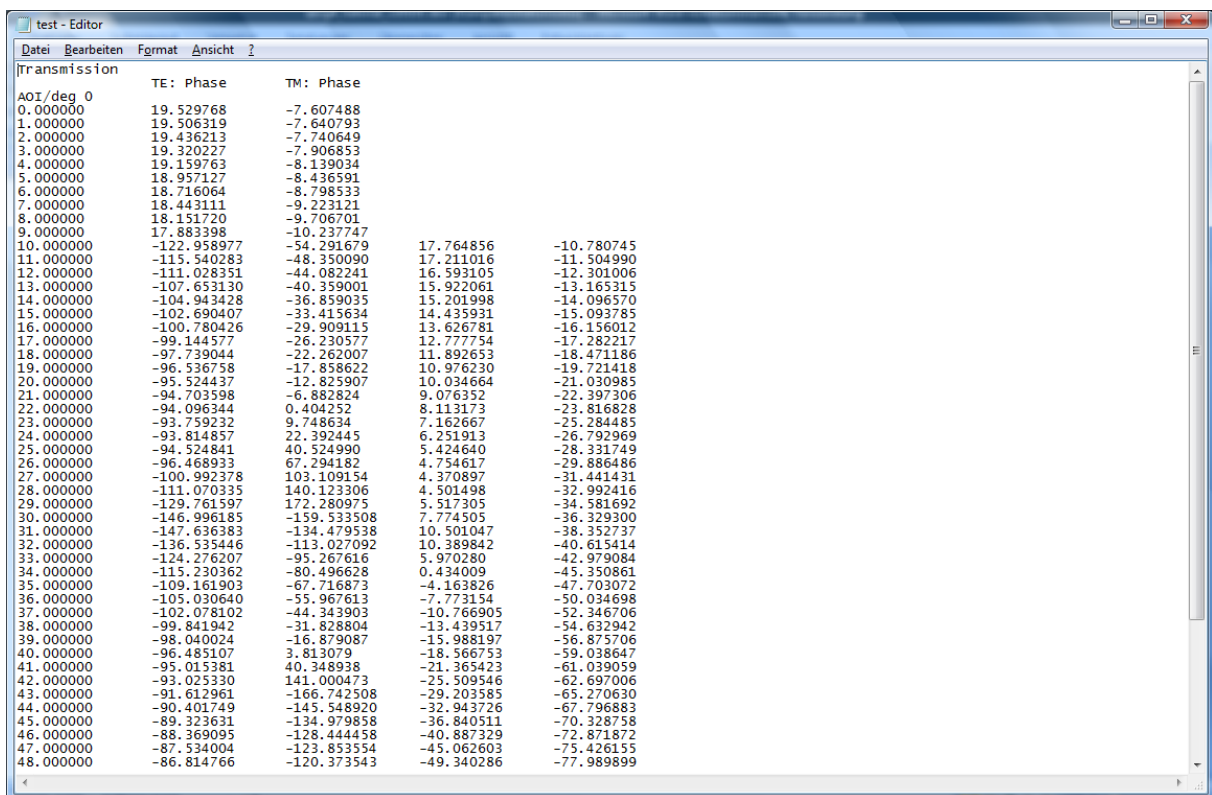 test - Editor
Datei Bearbeiten Format Ansicht ?
Transmission
TE: Phase TM: Phase
AOI/deg 0
0.000000 19.529768 -7.607488
1.000000 19.506319 -7.640793
2.000000 19.436213 -7.740649
3.000000 19.320227 -7.906853
4.000000 19.159763 -8.139034
5.000000 18.957127 -8.436591
6.000000 18.716064 -8.798533
7.000000 18.443111 -9.223121
8.000000 18.151720 -9.706701
9.000000 17.883398 -10.237747
10.000000 -122.958977 -54.291679 17.764856 -10.780745
11.000000 -115.540283 -48.350090 17.211016 -11.504990
12.000000 -111.028351 -44.082241 16.593105 -12.301006
13.000000 -107.653130 -40.359001 15.922061 -13.165315
14.000000 -104.943428 -36.859035 15.201998 -14.096570
15.000000 -102.690407 -33.415634 14.435931 -15.093785
16.000000 -100.780426 -29.909115 13.626781 -16.156012
17.000000 -99.144577 -26.230577 12.777754 -17.282217
18.000000 -97.739044 -22.262007 11.892653 -18.471186
19.000000 -96.536758 -17.858622 10.976230 -19.721418
20.000000 -95.524437 -12.825907 10.034664 -21.030985
21.000000 -94.703598 -6.882824 9.076352 -22.397306
22.000000 -94.096344 0.404252 8.113173 -23.816828
23.000000 -93.759232 9.748634 7.162667 -25.284485
24.000000 -93.814857 22.392445 6.251913 -26.792969
25.000000 -94.524841 40.524990 5.424640 -28.331749
26.000000 -96.468933 67.294182 4.754617 -29.886486
27.000000 -100.992378 103.109154 4.370897 -31.441431
28.000000 -111.070335 140.123306 4.501498 -32.992416
29.000000 -129.761597 172.280975 5.517305 -34.581692
30.000000 -146.996185 -159.533508 7.774505 -36.329300
31.000000 -147.636383 -134.479538 10.501047 -38.352737
32.000000 -136.535446 -113.027092 10.389842 -40.615414
33.000000 -124.276207 -95.267616 5.970280 -42.979084
34.000000 -115.230362 -80.496628 0.434009 -45.350861
35.000000 -109.161903 -67.716873 -4.163826 -47.703072
36.000000 -105.030640 -55.967613 -7.773154 -50.034698
37.000000 -102.078102 -44.343903 -10.766905 -52.346706
38.000000 -99.841942 -31.828804 -13.439517 -54.632942
39.000000 -98.040024 -16.879087 -15.988197 -56.875706
40.000000 -96.485107 3.813079 -18.566753 -59.038647
41.000000 -95.015381 40.348938 -21.365423 -61.039059
42.000000 -93.025330 141.000473 -25.509546 -62.697006
43.000000 -91.612961 -166.742508 -29.203585 -65.270630
44.000000 -90.401749 -145.548920 -32.943726 -67.796883
45.000000 -89.323631 -134.979858 -36.840511 -70.328758
46.000000 -88.369095 -128.444458 -40.887329 -72.871872
47.000000 -87.534004 -123.853554 -45.062603 -75.426155
48.000000 -86.814766 -120.373543 -49.340286 -77.989899